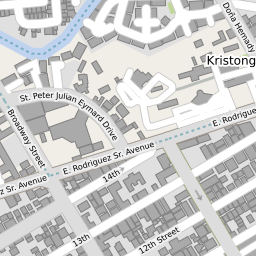 Doña Hemady
Kristong
St. Peter Julian Eymard Drive
Broadway Street
E. Rodrigu
E. Rodriguez Sr. Avenue
z Sr. Avenue
14th
13th
12th Street